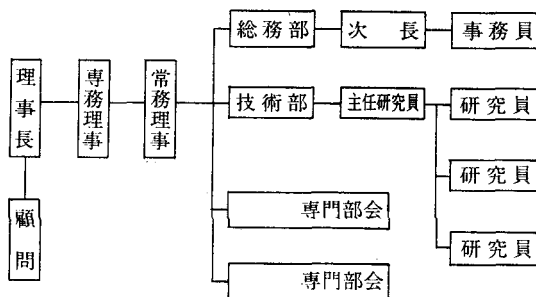 理事長
顧問
専務理事
常務理事
総務部
次長
事務員
技術部
主任研究員
研究員
研究員
研究員
専門部会
専門部会